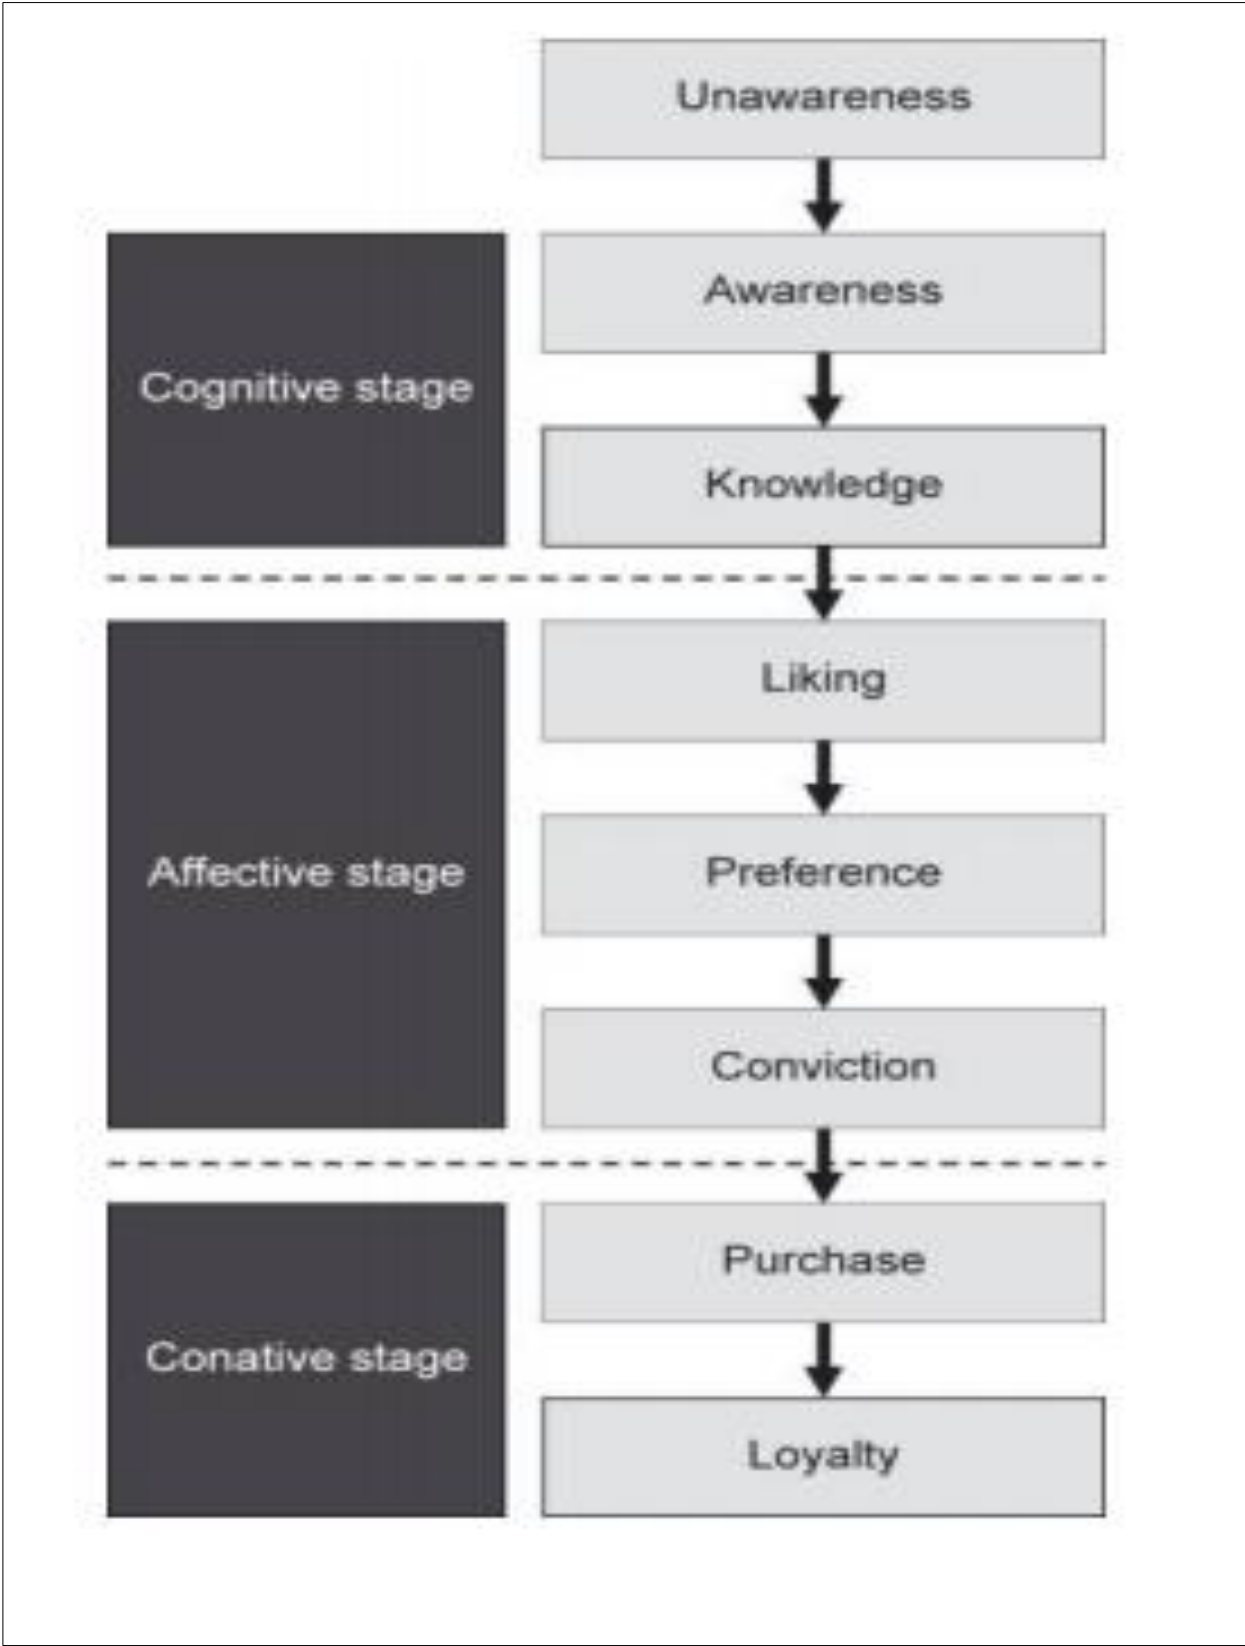 Unawareness
Awareness
Cognitive stage
Knowledge
Liking
Affective stage
Preference
Conviction
Purchase
Conative stage
Loyalty